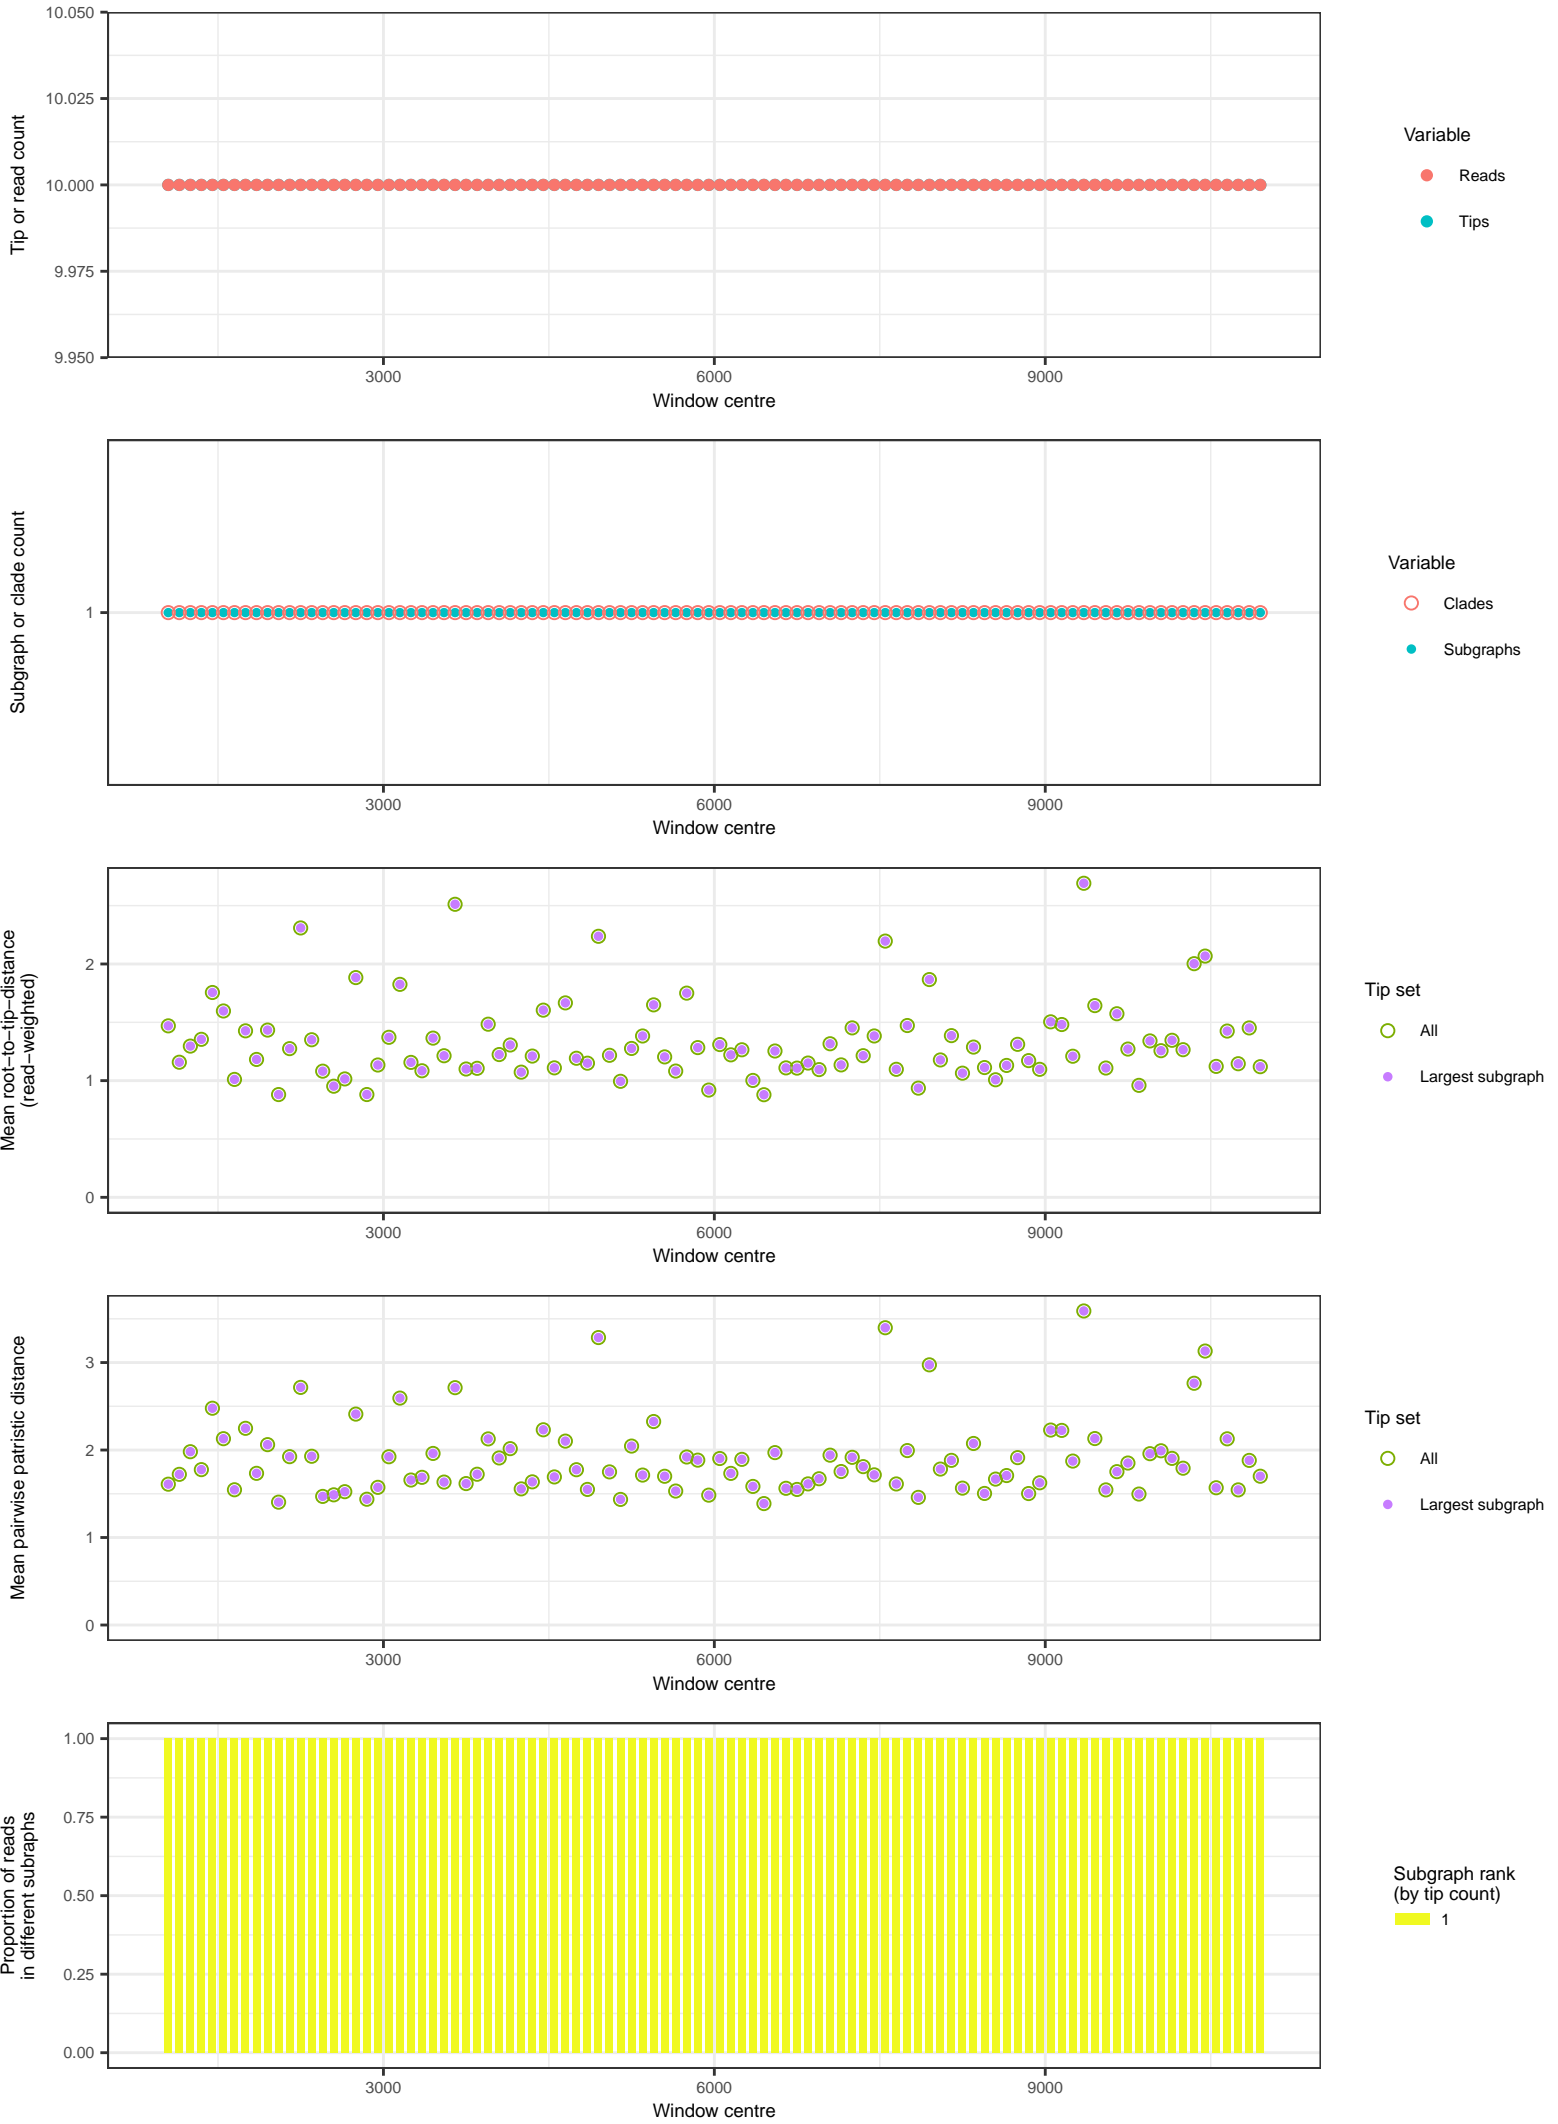 10.050
10.025
10.000
9.975
9.950
Tip or read count
3000
6000
9000
Window centre
Variable
Reads
Tips
Subgraph or clade count
1
3000
6000
9000
Window centre
Variable
Clades
Subgraphs
Mean root−to−tip−distance
(read−weighted)
2
1
0
3000
6000
9000
Window centre
Tip set
All
Largest subgraph
Mean pairwise patristic distance
3
2
1
0
3000
6000
9000
Window centre
Tip set
All
Largest subgraph
Proportion of reads
in different subraphs
1.00
0.75
0.50
0.25
0.00
3000
6000
9000
Window centre
Subgraph rank
(by tip count)
1